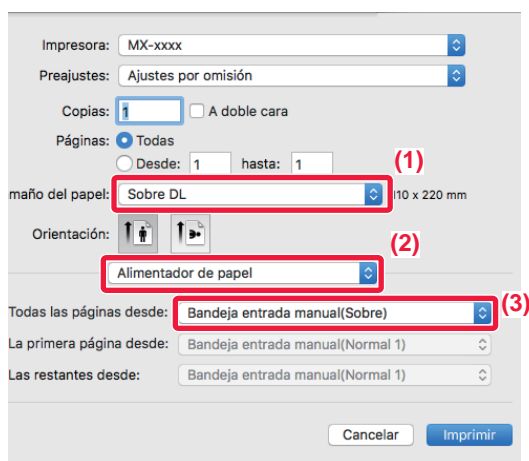 Impresora: MX-xxxx
Preajustes: Ajustes por omisión
Copias: 1 A doble cara
Páginas: Todas
Desde: 1 hasta: 1
(1)
maño del papel: Sobre DL 110 x 220 mm
Orientación:
(2)
Alimentador de papel
(3)
Todas las páginas desde: Bandeja entrada manual(Sobre)
La primera página desde: Bandeja entrada manual(Normal 1)
Las restantes desde: Bandeja entrada manual(Normal 1)
Cancelar Imprimir